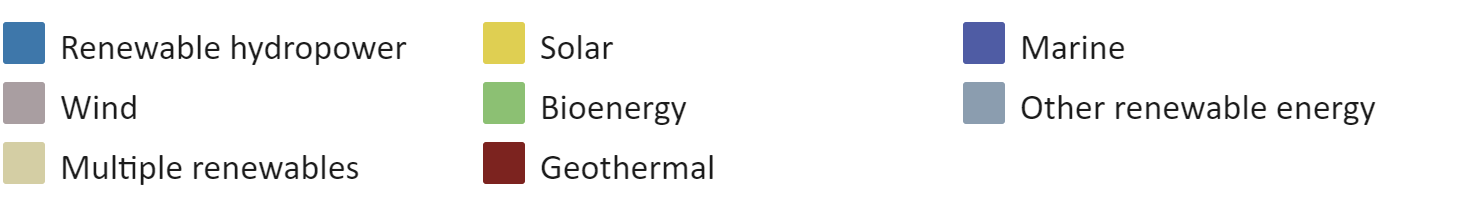 Renewable hydropower
Solar
Marine
Wind
Bioenergy
Other renewable energy
Multiple renewables
Geothermal